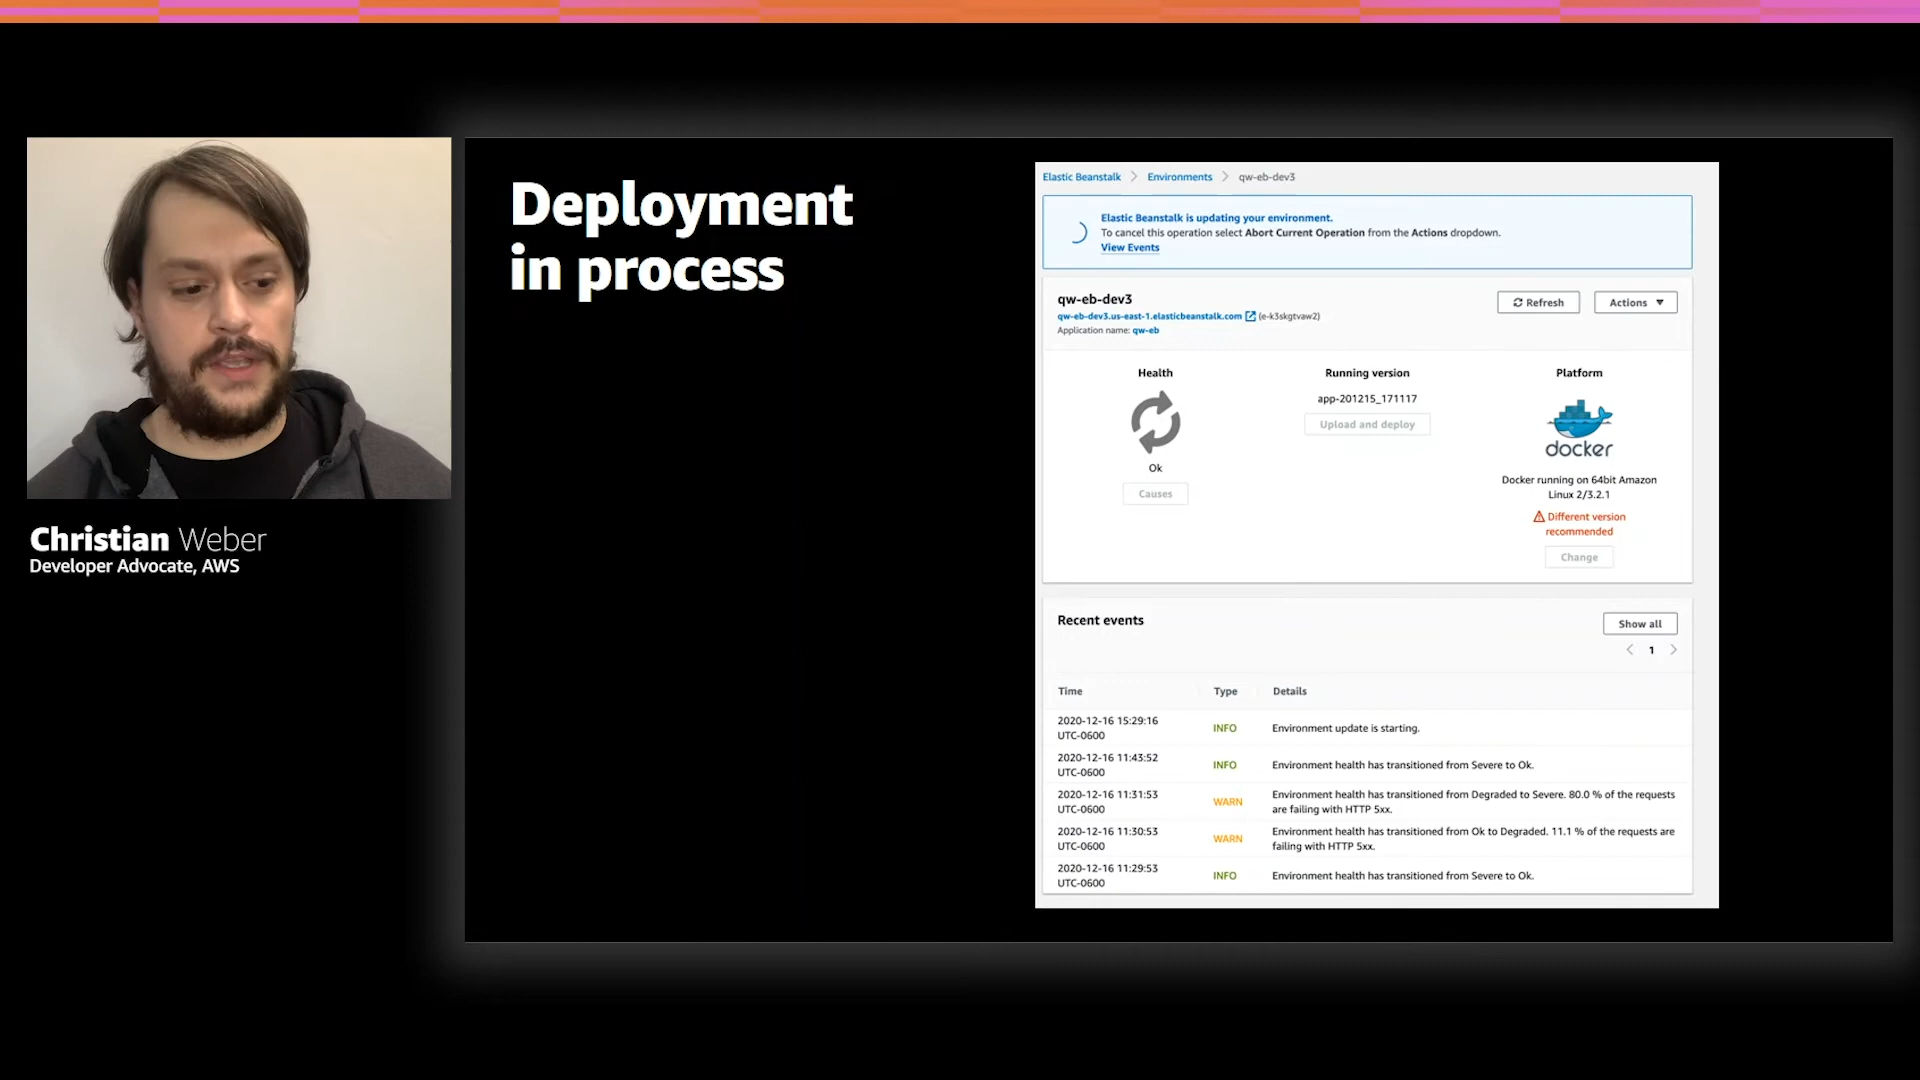 Deployment
in process
Christian Weber
Developer Advocate, AWS
Elastic Beanstalk > Environments > qw-eb-dev3
Elastic Beanstalk is updating your environment.
To cancel this operation select Abort Current Operation from the Actions dropdown.
View Events
qw-eb-dev3
qw-eb-dev3.us-east-1.elasticbeanstalk.com (e-k3skgtvaw2)
Application name: qw-eb
Refresh
Actions
Health
Ok
Causes
Running version
app-201215_171117
Upload and deploy
Platform
docker
Docker running on 64bit Amazon
Linux 2/3.2.1
Different version
recommended
Change
Recent events
Show all
< 1 >
Time Type Details
2020-12-16 15:29:16
UTC-0600
INFO
Environment update is starting.
2020-12-16 11:43:52
UTC-0600
INFO
Environment health has transitioned from Severe to Ok.
2020-12-16 11:31:53
UTC-0600
WARN
Environment health has transitioned from Degraded to Severe. 80.0 % of the requests
are failing with HTTP 5xx.
2020-12-16 11:30:53
UTC-0600
WARN
Environment health has transitioned from Ok to Degraded. 11.1 % of the requests are
failing with HTTP 5xx.
2020-12-16 11:29:53
UTC-0600
INFO
Environment health has transitioned from Severe to Ok.